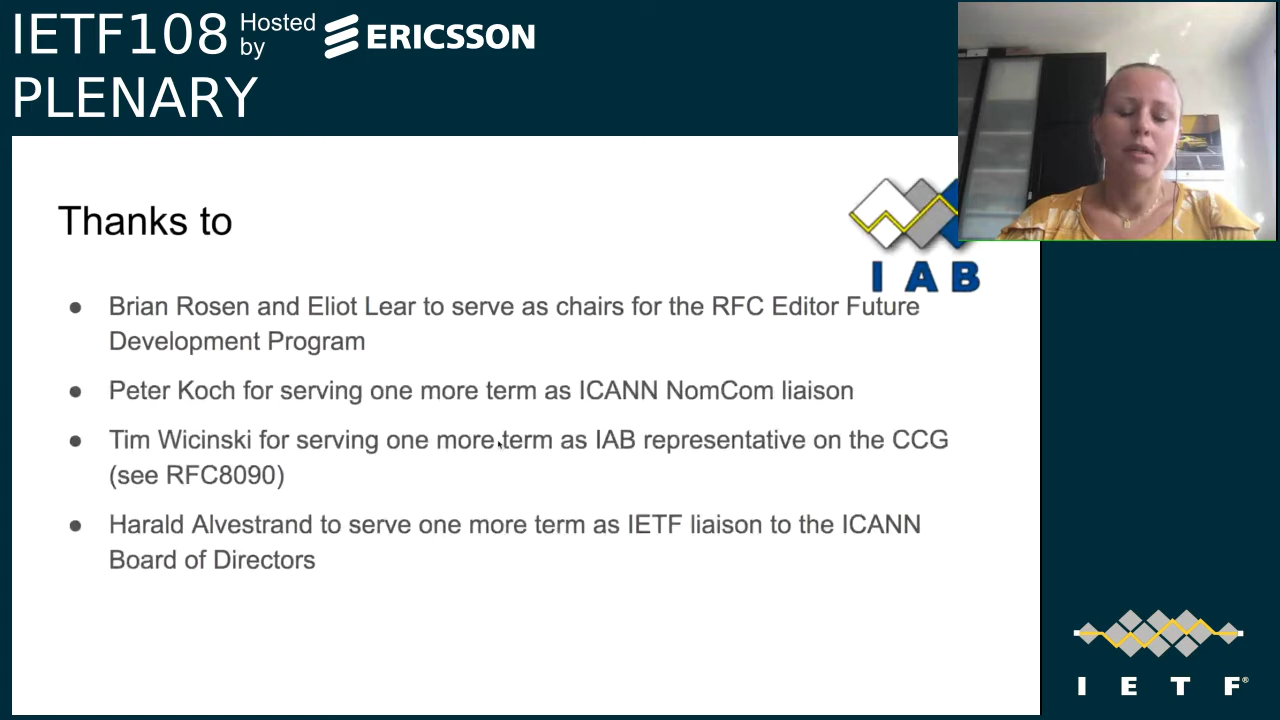 IETF108 Hosted by ERICSSON
PLENARY
Thanks to
IAB
● Brian Rosen and Eliot Lear to serve as chairs for the RFC Editor Future
Development Program
● Peter Koch for serving one more term as ICANN NomCom liaison
● Tim Wicinski for serving one more term as IAB representative on the CCG
(see RFC8090)
● Harald Alvestrand to serve one more term as IETF liaison to the ICANN
Board of Directors
IETF®